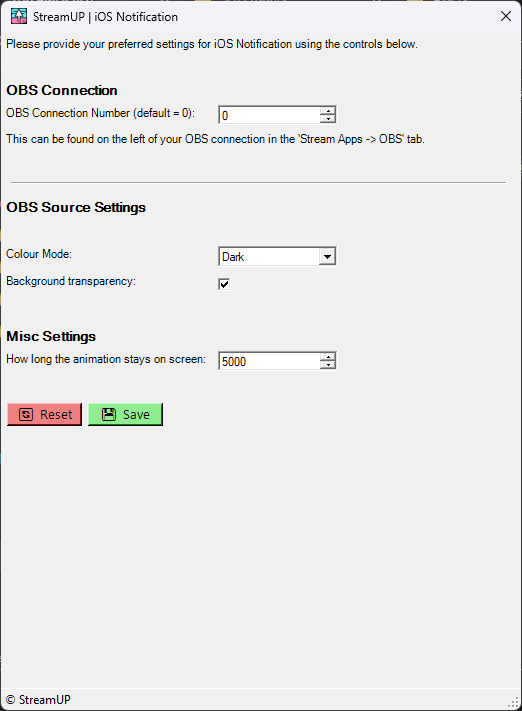 StreamUP | iOS Notification
Please provide your preferred settings for iOS Notification using the controls below.
OBS Connection
OBS Connection Number (default = 0): 0
This can be found on the left of your OBS connection in the 'Stream Apps -> OBS' tab.
OBS Source Settings
Colour Mode: Dark
Background transparency:
Misc Settings
How long the animation stays on screen: 5000
Reset Save
© StreamUP